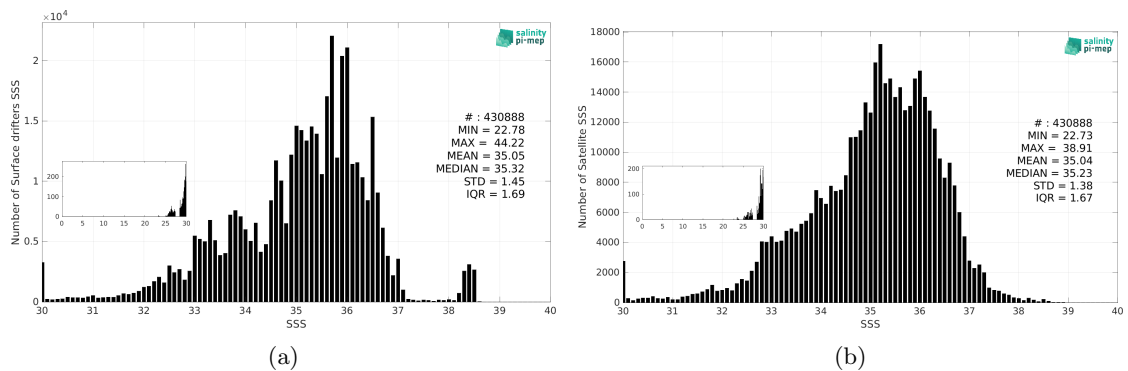 ×10⁴
2
1.5
1
0.5
0
Number of Surface drifters SSS
salinity
pi-mep
# : 430888
MIN = 22.78
MAX = 44.22
MEAN = 35.05
MEDIAN = 35.32
STD = 1.45
IQR = 1.69
200
100
0
0 5 10 15 20 25 30
30 31 32 33 34 35 36 37 38 39 40
SSS
(a)
18000
16000
14000
12000
10000
8000
6000
4000
2000
0
Number of Satellite SSS
salinity
pi-mep
# : 430888
MIN = 22.73
MAX = 38.91
MEAN = 35.04
MEDIAN = 35.23
STD = 1.38
IQR = 1.67
200
100
0
0 5 10 15 20 25 30
30 31 32 33 34 35 36 37 38 39 40
SSS
(b)